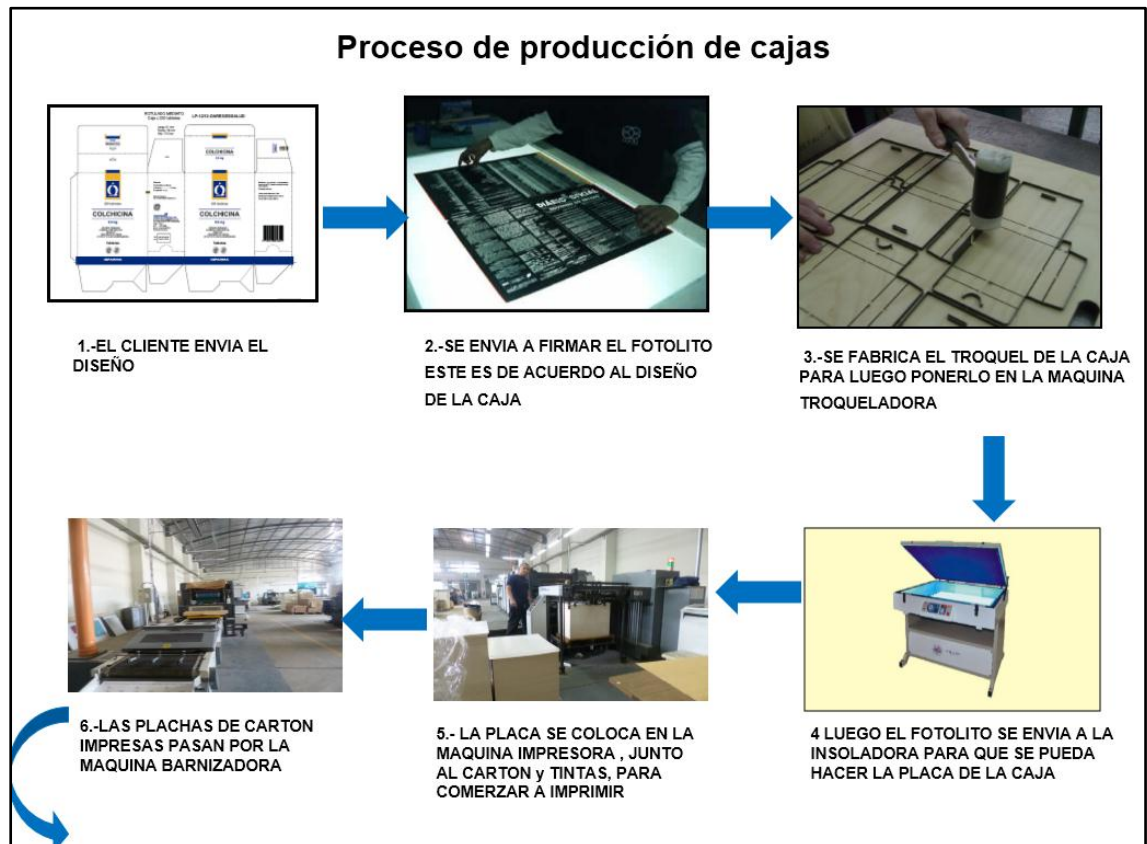 Proceso de producción de cajas
COLCHICINA
COLCHICINA
COLCHICINA
DIARIO OFICIAL
1.-EL CLIENTE ENVIA EL
DISEÑO
2.-SE ENVIA A FIRMAR EL FOTOLITO
ESTE ES DE ACUERDO AL DISEÑO
DE LA CAJA
3.-SE FABRICA EL TROQUEL DE LA CAJA
PARA LUEGO PONERLO EN LA MAQUINA
TROQUELADORA
6.-LAS PLACHAS DE CARTON
IMPRESAS PASAN POR LA
MAQUINA BARNIZADORA
5.- LA PLACA SE COLOCA EN LA
MAQUINA IMPRESORA , JUNTO
AL CARTON y TINTAS, PARA
COMERZAR A IMPRIMIR
4 LUEGO EL FOTOLITO SE ENVIA A LA
INSOLADORA PARA QUE SE PUEDA
HACER LA PLACA DE LA CAJA